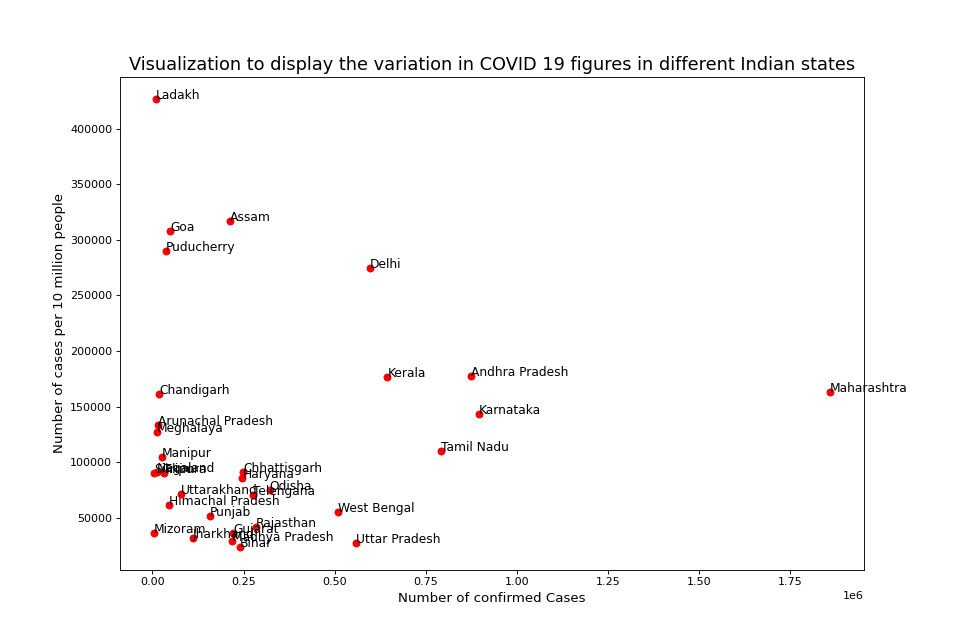 Visualization to display the variation in COVID 19 figures in different Indian states
Number of cases per 10 million people
400000
350000
300000
250000
200000
150000
100000
50000
Ladakh
Assam
Goa
Puducherry
Delhi
Kerala
Andhra Pradesh
Maharashtra
Chandigarh
Karnataka
Arunachal Pradesh
Meghalaya
Tamil Nadu
Manipur
Chhattisgarh
Haryana
Odisha
Uttarakhand
Telengana
Himachal Pradesh
Punjab
West Bengal
Rajasthan
Mizoram
Gujarat
Jharkhand
Madhya Pradesh
Bihar
Uttar Pradesh
0.00 0.25 0.50 0.75 1.00 1.25 1.50 1.75
1e6
Number of confirmed Cases